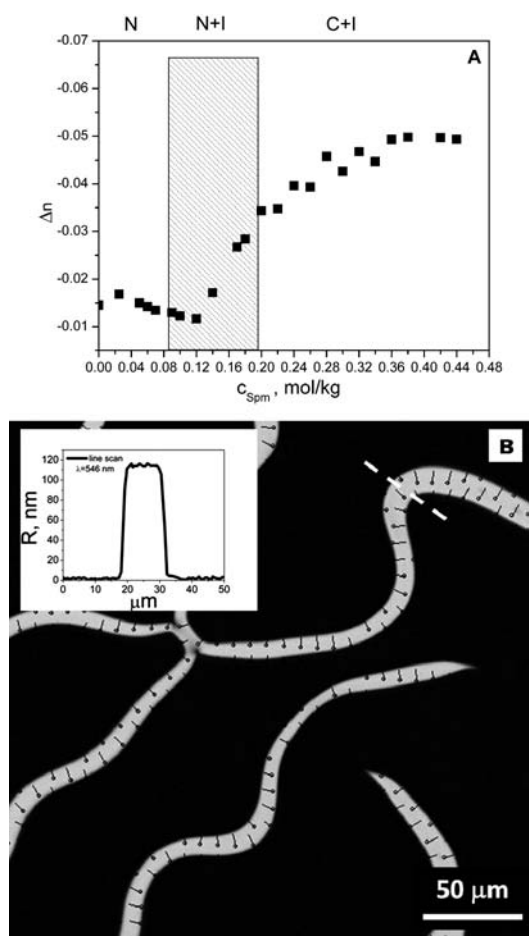 N N+I C+I
A
-0.07
-0.06
-0.05
-0.04
-0.03
-0.02
-0.01
Δn
0.00 0.04 0.08 0.12 0.16 0.20 0.24 0.28 0.32 0.36 0.40 0.44 0.48
c_Spm , mol/kg
B
line scan
λ=546 nm
120
100
80
60
40
20
0
R, nm
0 10 20 30 40 50
μm
50 μm